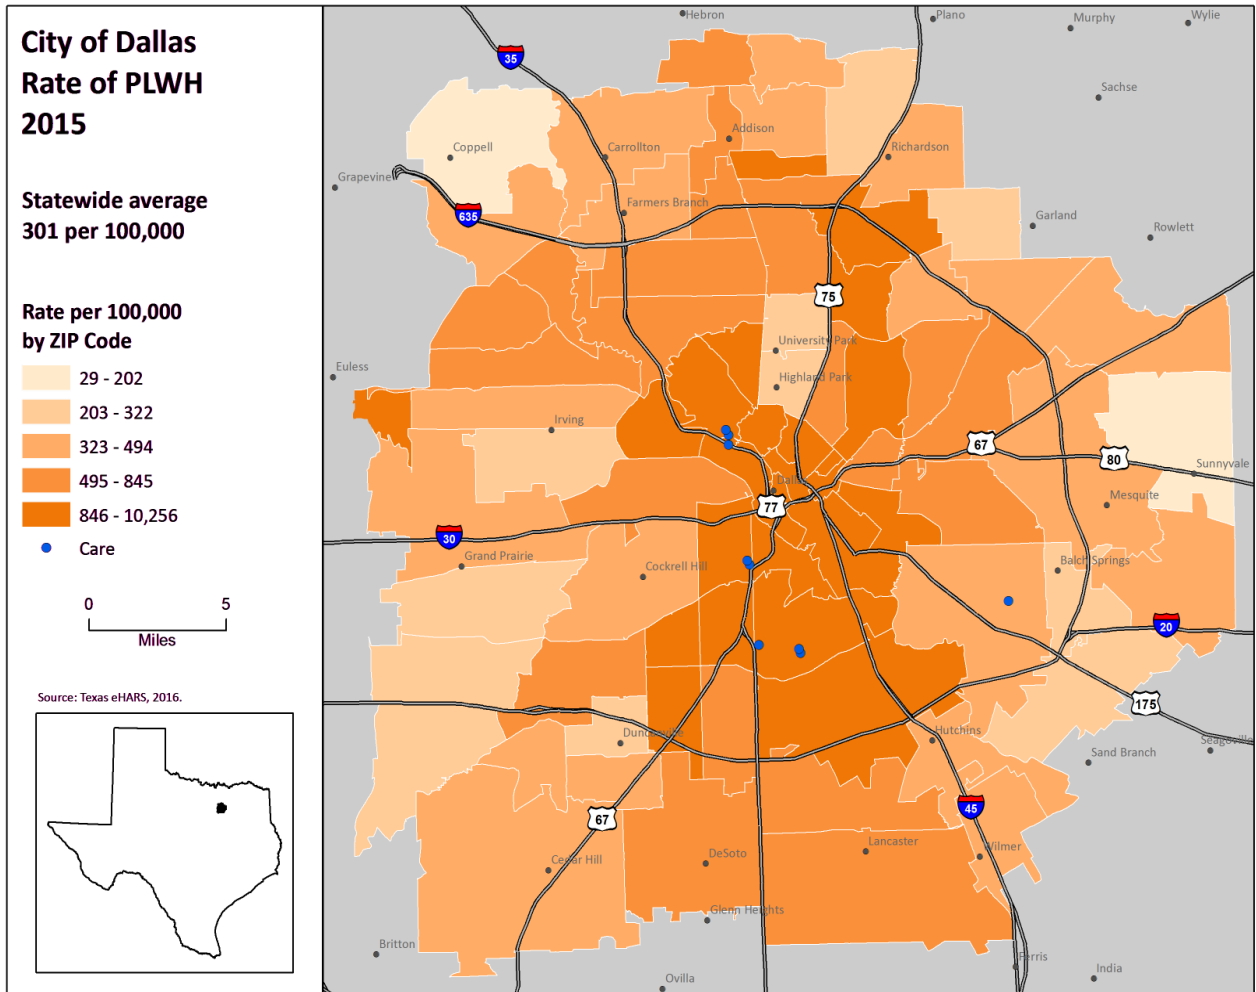 City of Dallas
Rate of PLWH
2015
Statewide average
301 per 100,000
Rate per 100,000
by ZIP Code
29 - 202
203 - 322
323 - 494
495 - 845
846 - 10,256
Care
0 5
Miles
Source: Texas eHARS, 2016.
Hebron
Plano
Murphy
Wylie
35
Sachse
Addison
Coppell
Carrollton
Richardson
Grapevine
635
Farmers Branch
Garland
Rowlett
75
University Park
Euless
Highland Park
Irving
67
80
Sunnyvale
Dallas
Mesquite
77
30
Grand Prairie
Cockrell Hill
Balch Springs
20
175
Duncanville
Hutchins
Seagoville
Sand Branch
45
67
Lancaster
Wilmer
DeSoto
Cedar Hill
Glenn Heights
Britton
Ferris
India
Ovilla